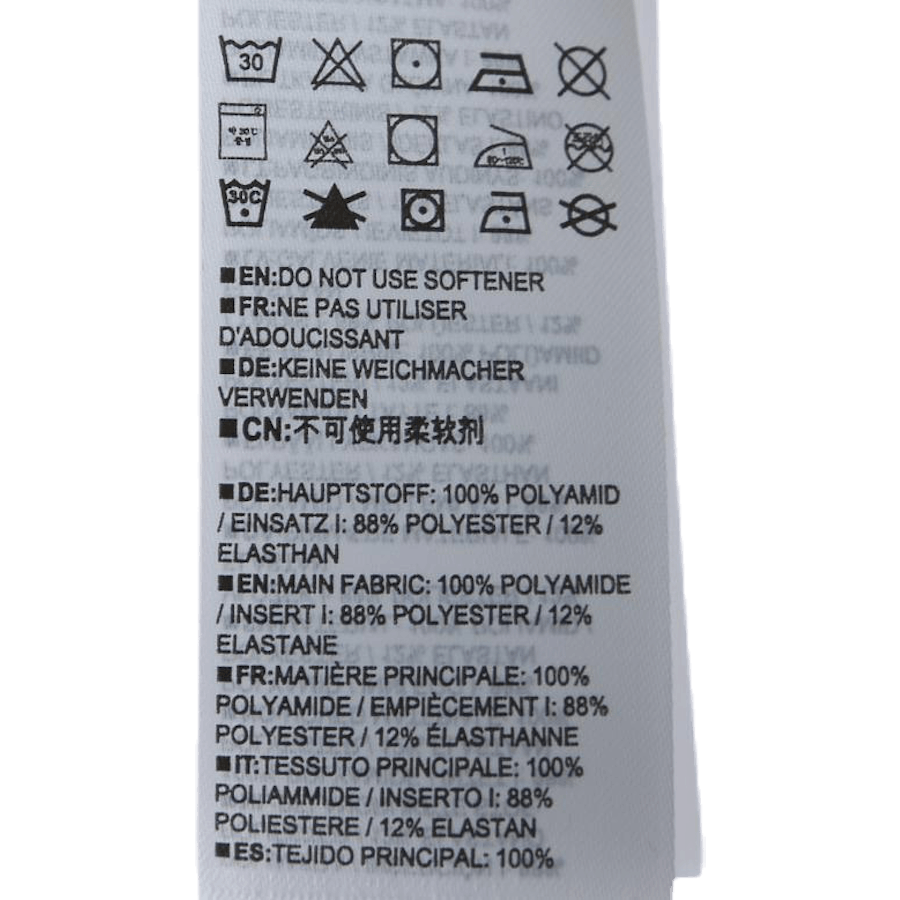 30
30C
■EN:DO NOT USE SOFTENER
■FR:NE PAS UTILISER
D'ADOUCISSANT
■DE:KEINE WEICHMACHER
VERWENDEN
■CN:不可使用柔软剂
■DE:HAUPTSTOFF: 100% POLYAMID
/ EINSATZ I: 88% POLYESTER / 12%
ELASTHAN
■EN:MAIN FABRIC: 100% POLYAMIDE
/ INSERT I: 88% POLYESTER / 12%
ELASTANE
■FR:MATIÈRE PRINCIPALE: 100%
POLYAMIDE / EMPIÈCEMENT I: 88%
POLYESTER / 12% ÉLASTHANNE
■IT:TESSUTO PRINCIPALE: 100%
POLIAMMIDE / INSERTO I: 88%
POLIESTERE / 12% ELASTAN
■ES:TEJIDO PRINCIPAL: 100%